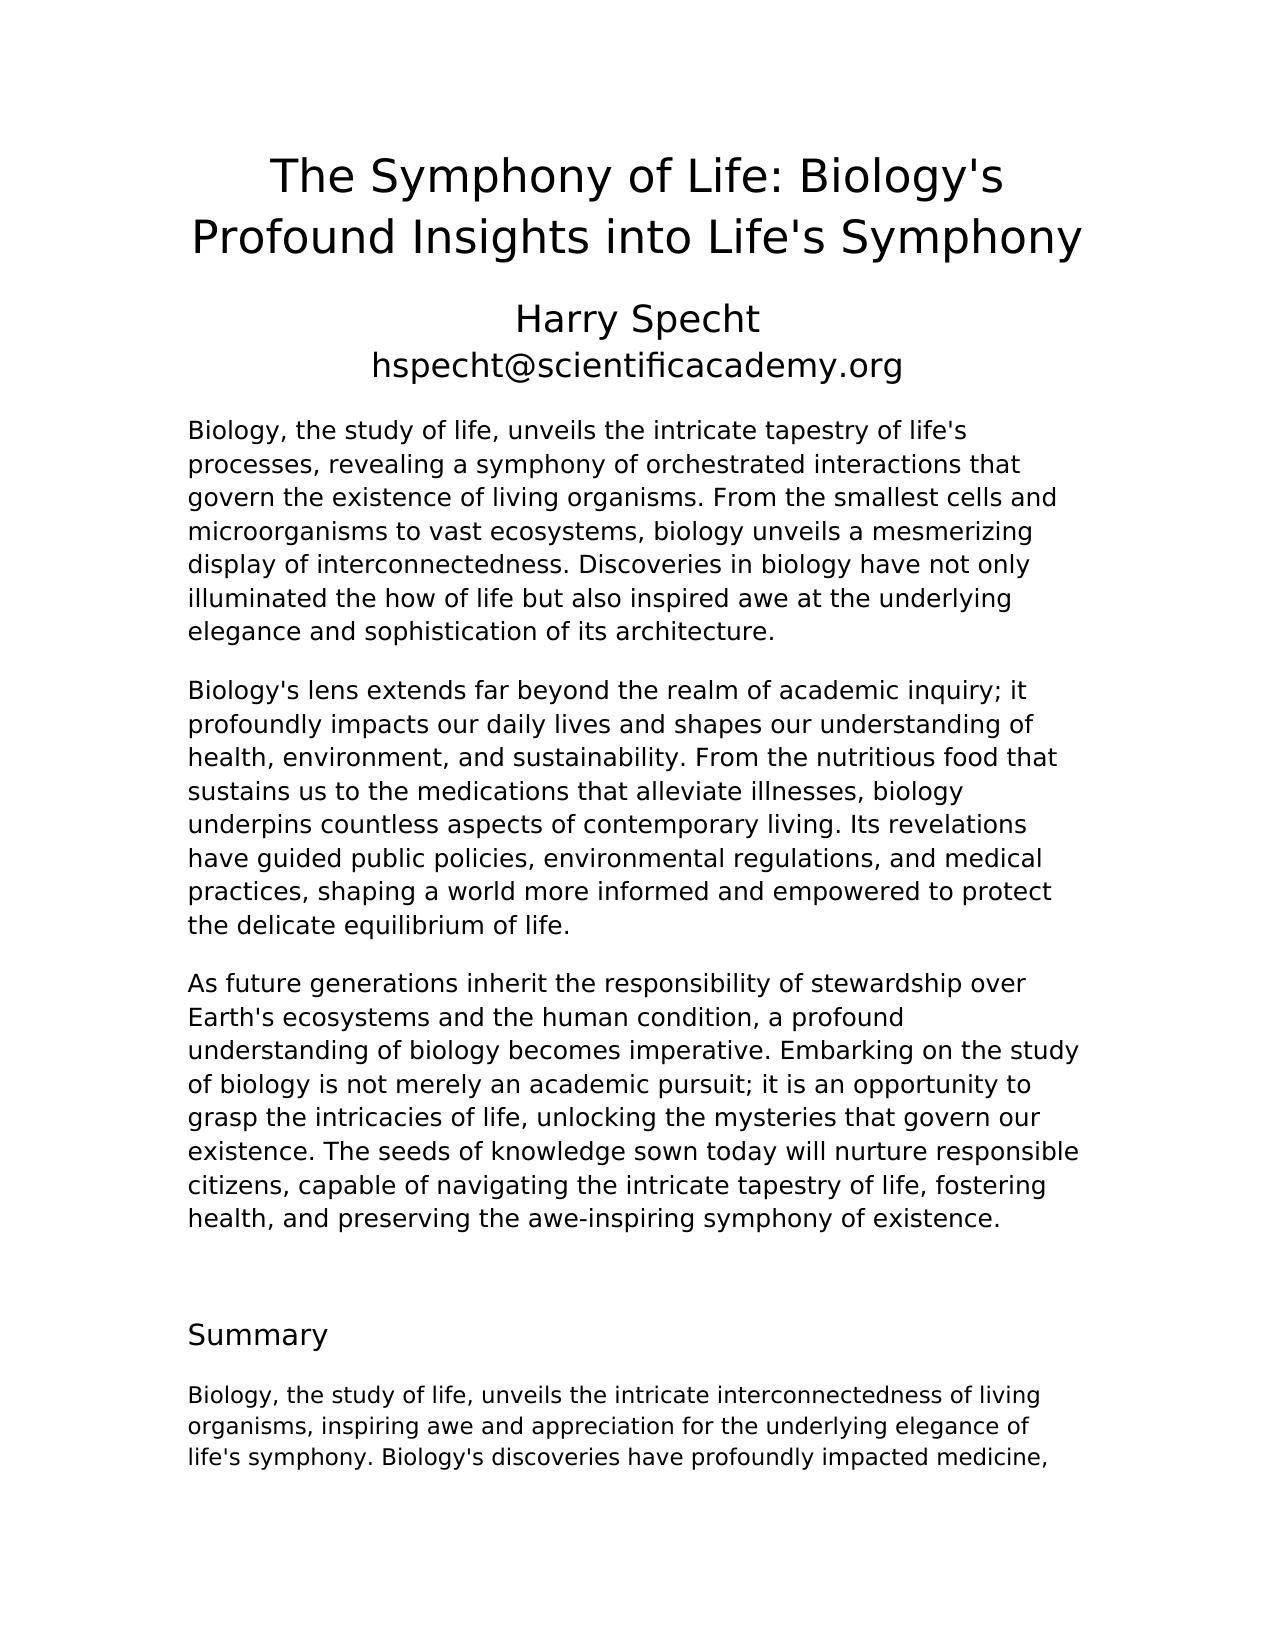 The Symphony of Life: Biology's
Profound Insights into Life's Symphony
Harry Specht
hspecht@scientificacademy.org
Biology, the study of life, unveils the intricate tapestry of life's
processes, revealing a symphony of orchestrated interactions that
govern the existence of living organisms. From the smallest cells and
microorganisms to vast ecosystems, biology unveils a mesmerizing
display of interconnectedness. Discoveries in biology have not only
illuminated the how of life but also inspired awe at the underlying
elegance and sophistication of its architecture.
Biology's lens extends far beyond the realm of academic inquiry; it
profoundly impacts our daily lives and shapes our understanding of
health, environment, and sustainability. From the nutritious food that
sustains us to the medications that alleviate illnesses, biology
underpins countless aspects of contemporary living. Its revelations
have guided public policies, environmental regulations, and medical
practices, shaping a world more informed and empowered to protect
the delicate equilibrium of life.
As future generations inherit the responsibility of stewardship over
Earth's ecosystems and the human condition, a profound
understanding of biology becomes imperative. Embarking on the study
of biology is not merely an academic pursuit; it is an opportunity to
grasp the intricacies of life, unlocking the mysteries that govern our
existence. The seeds of knowledge sown today will nurture responsible
citizens, capable of navigating the intricate tapestry of life, fostering
health, and preserving the awe-inspiring symphony of existence.
Summary
Biology, the study of life, unveils the intricate interconnectedness of living
organisms, inspiring awe and appreciation for the underlying elegance of
life's symphony. Biology's discoveries have profoundly impacted medicine,